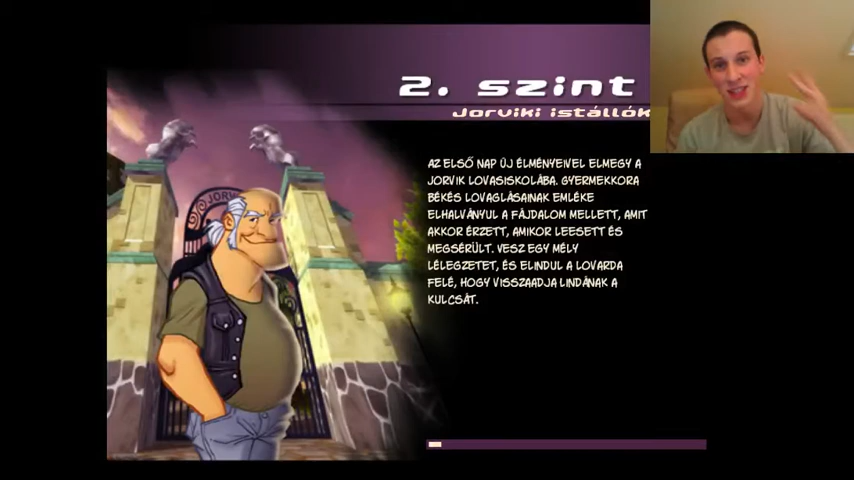 2. szint
Jorviki istállók
JORV
AZ ELSŐ NAP ÚJ ÉLMÉNYEIVEL ELMEGY A
JORVIK LOVASISKOLÁBA. GYERMEKKORA
BÉKÉS LOVAGLÁSAINAK EMLÉKE
ELHALVÁNYUL A FÁJDALOM MELLETT, AMIT
AKKOR ÉRZETT, AMIKOR LEESETT ÉS
MEGSÉRÜLT. VESZ EGY MÉLY
LÉLEGZETET, ÉS ELINDUL A LOVARDA
FELÉ, HOGY VISSZAADJA LINDÁNAK A
KULCSÁT.